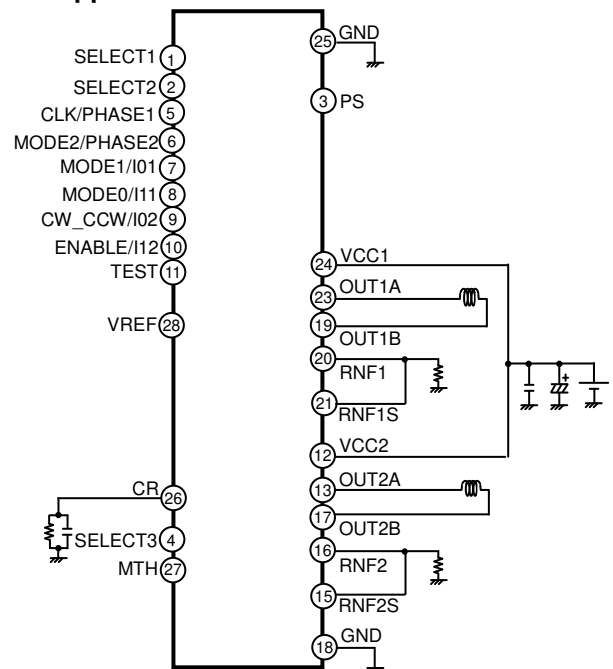 25 GND
SELECT1 1
SELECT2 2
3 PS
CLK/PHASE1 5
MODE2/PHASE2 6
MODE1/I01 7
MODE0/I11 8
CW_CCW/I02 9
ENABLE/I12 10
TEST 11
24 VCC1
23 OUT1A
VREF 28
19 OUT1B
20 RNF1
+
21 RNF1S
12 VCC2
CR 26
13 OUT2A
17 OUT2B
SELECT3 4
16 RNF2
MTH 27
15 RNF2S
18 GND